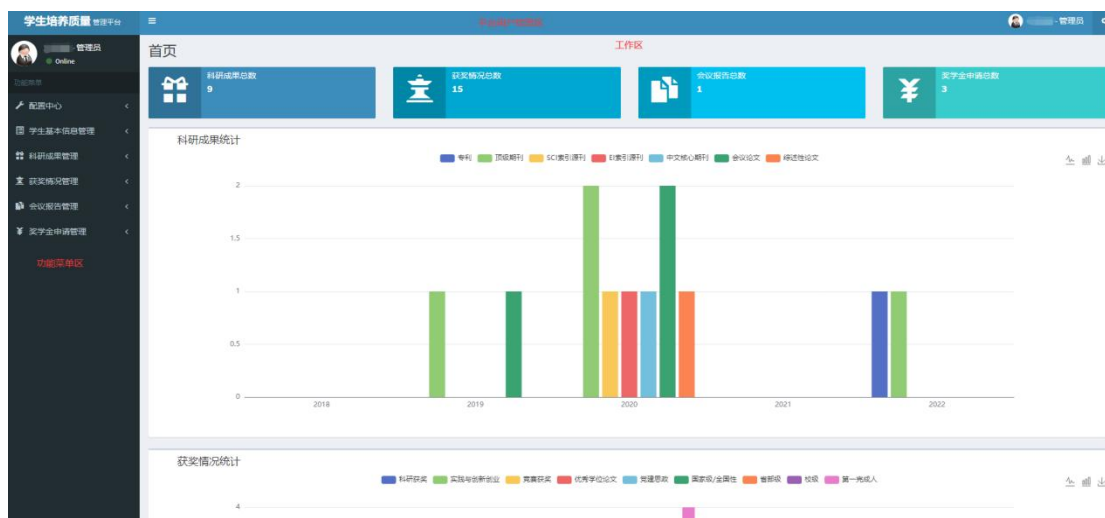 学生培养质量 管理平台
- 管理员
- 管理员
Online
功能菜单
配置中心
学生基本信息管理
科研成果管理
获奖情况管理
会议报告管理
奖学金申请管理
功能菜单区
首页
工作区
科研成果总数
9
获奖情况总数
15
会议报告总数
1
奖学金申请总数
3
科研成果统计
专利 顶级期刊 SCI索引源刊 EI索引源刊 中文核心期刊 会议论文 综述性论文
2
1.5
1
0.5
0
2018 2019 2020 2021 2022
获奖情况统计
科研获奖 实践与创新创业 竞赛获奖 优秀学位论文 党建思政 国家级/全国性 省部级 校级 第一完成人
4